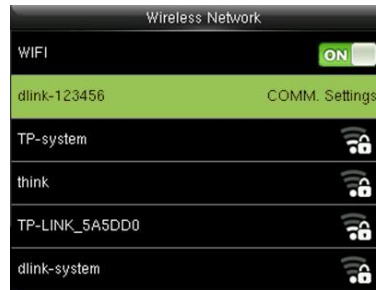 Wireless Network
WIFI ON
dlink-123456 COMM. Settings
TP-system
think
TP-LINK_5A5DD0
dlink-system